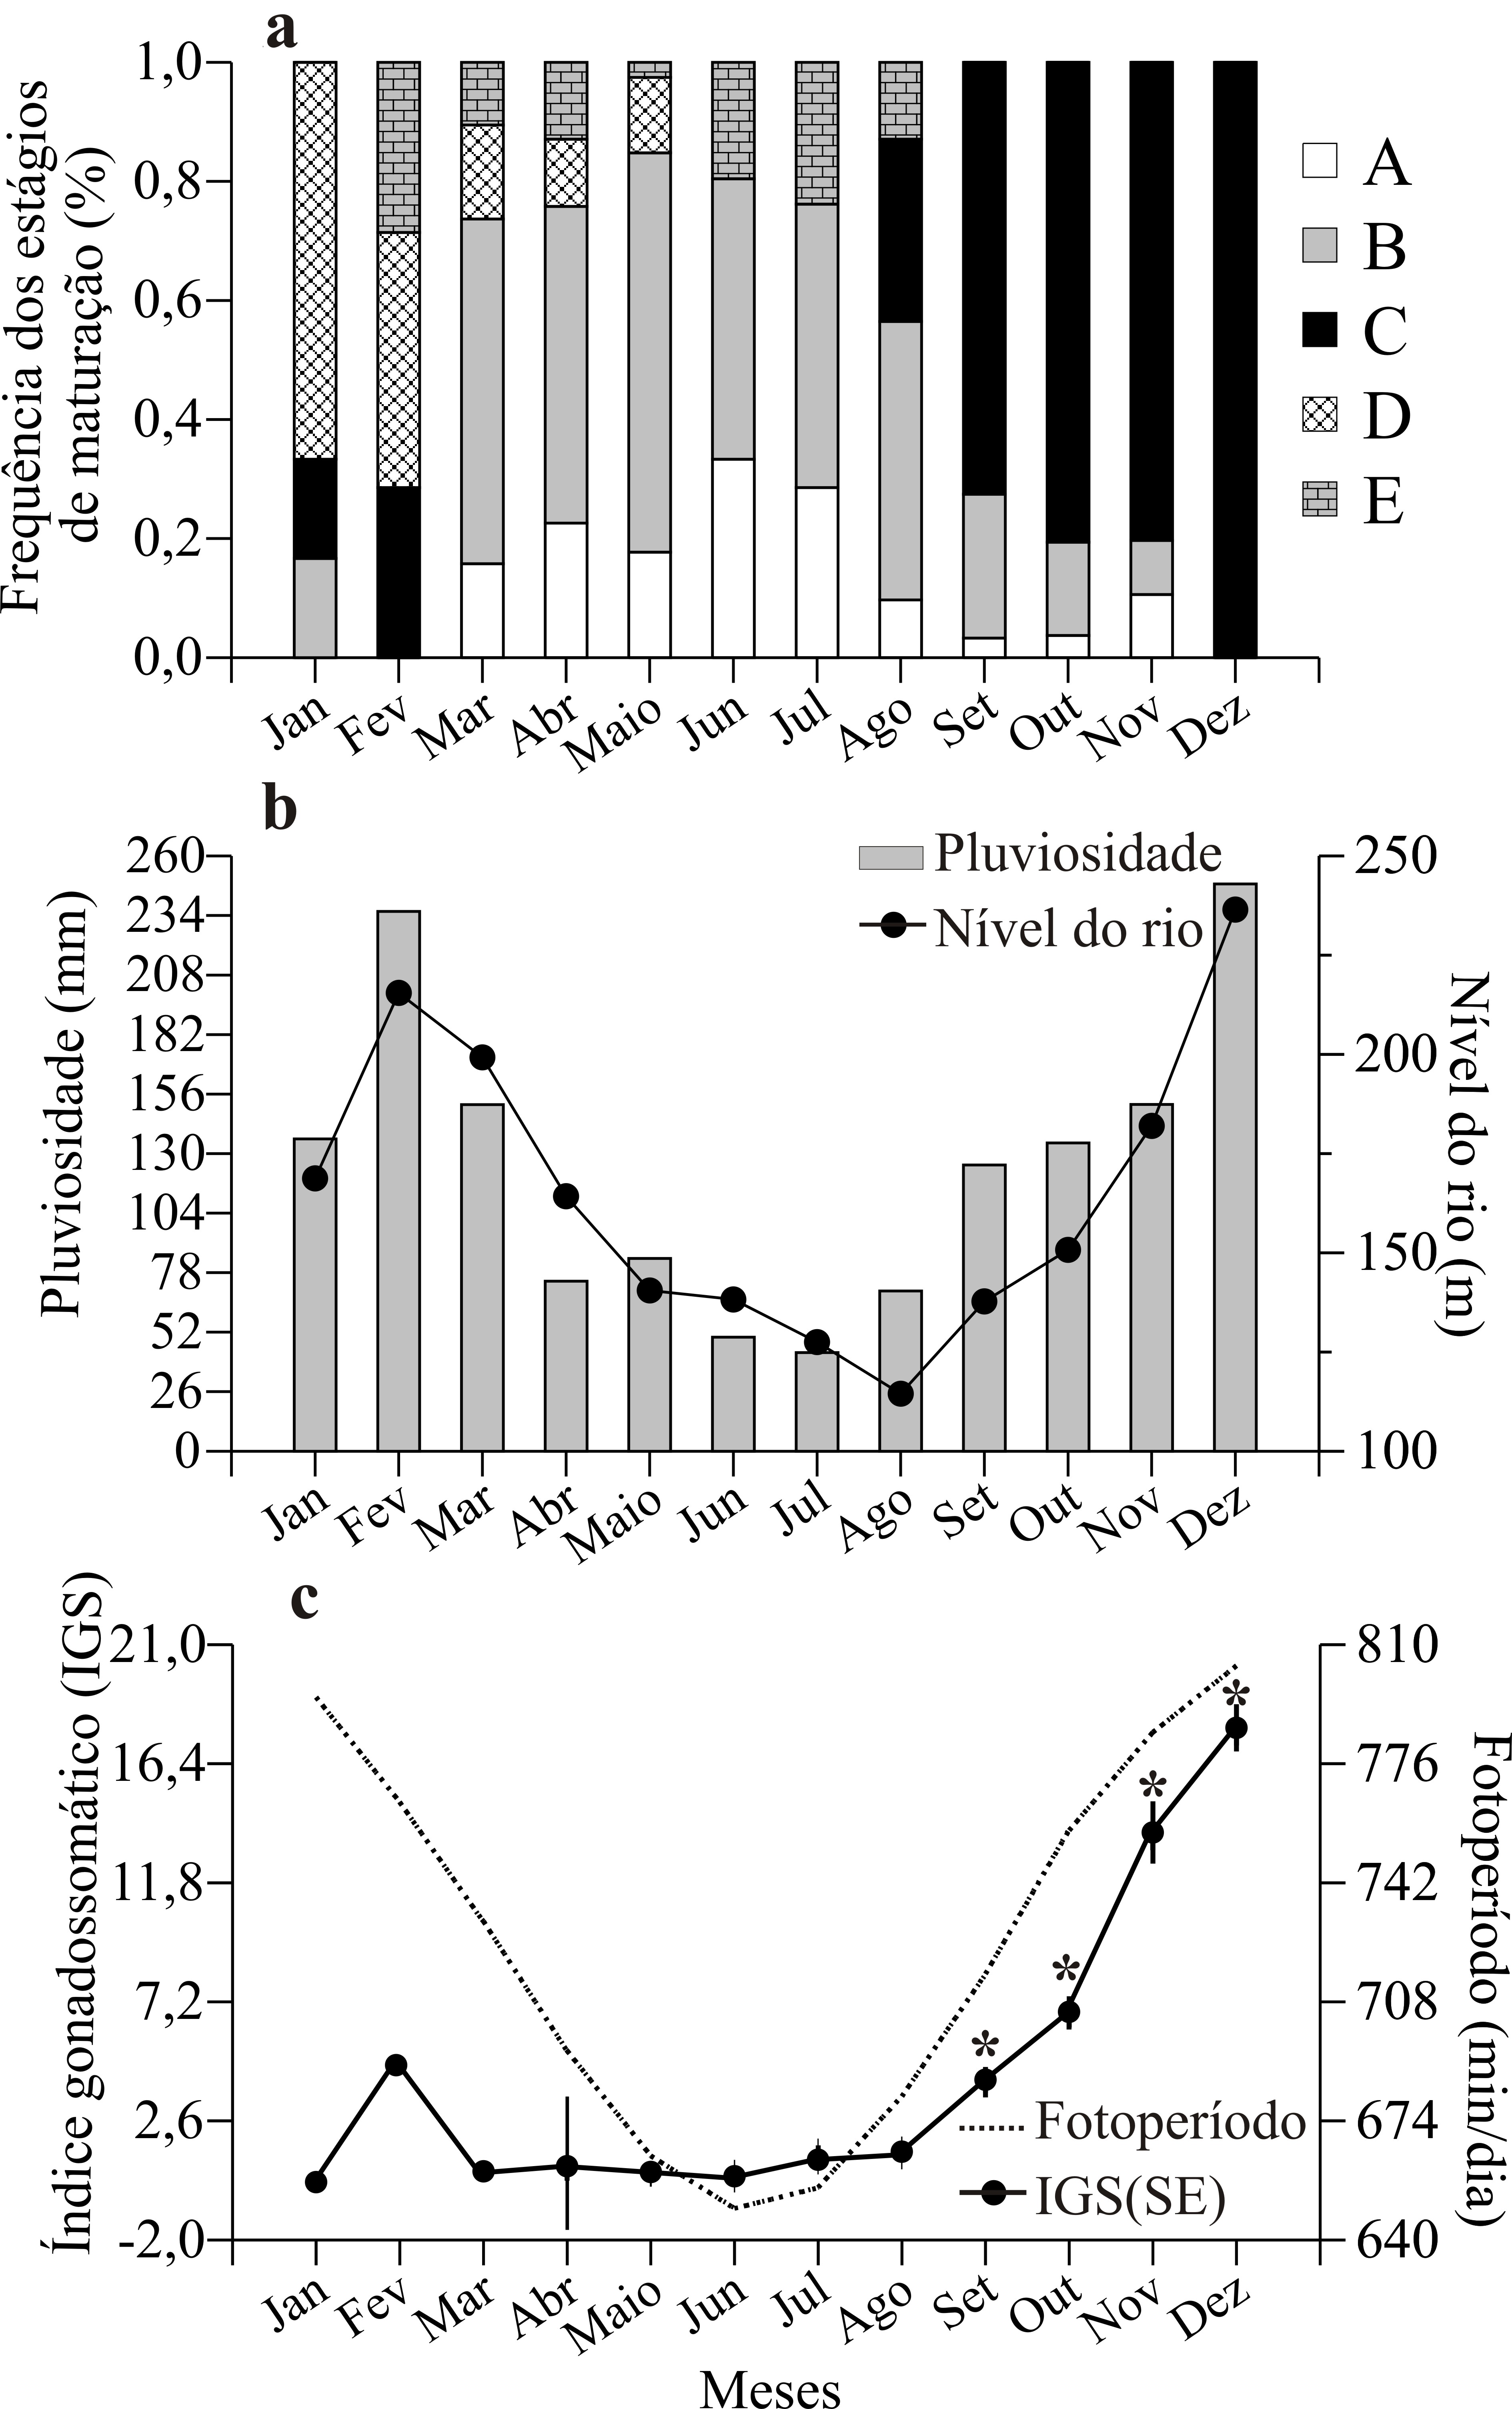 a
Frequência dos estágios
de maturação (%)
1,0
0,8
0,6
0,4
0,2
0,0
A
B
C
D
E
Jan Fev Mar Abr Maio Jun Jul Ago Set Out Nov Dez
b
Pluviosidade (mm)
260
234
208
182
156
130
104
78
52
26
0
Pluviosidade
Nível do rio
250
200
150
100
Nível do rio (m)
Jan Fev Mar Abr Maio Jun Jul Ago Set Out Nov Dez
c
Índice gonadossomático (IGS)
21,0
16,4
11,8
7,2
2,6
-2,0
* * * *
Fotoperíodo
IGS(SE)
810
776
742
708
674
640
Fotoperíodo (min/dia)
Jan Fev Mar Abr Maio Jun Jul Ago Set Out Nov Dez
Meses